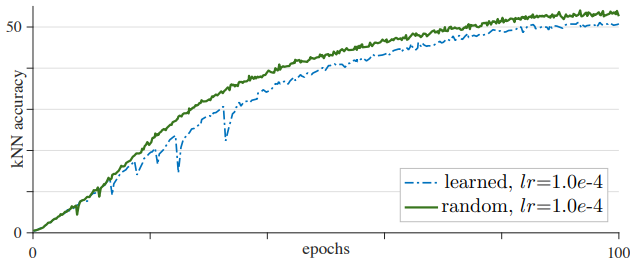 50
kNN accuracy
0
learned, lr=1.0e-4
random, lr=1.0e-4
0
epochs
100